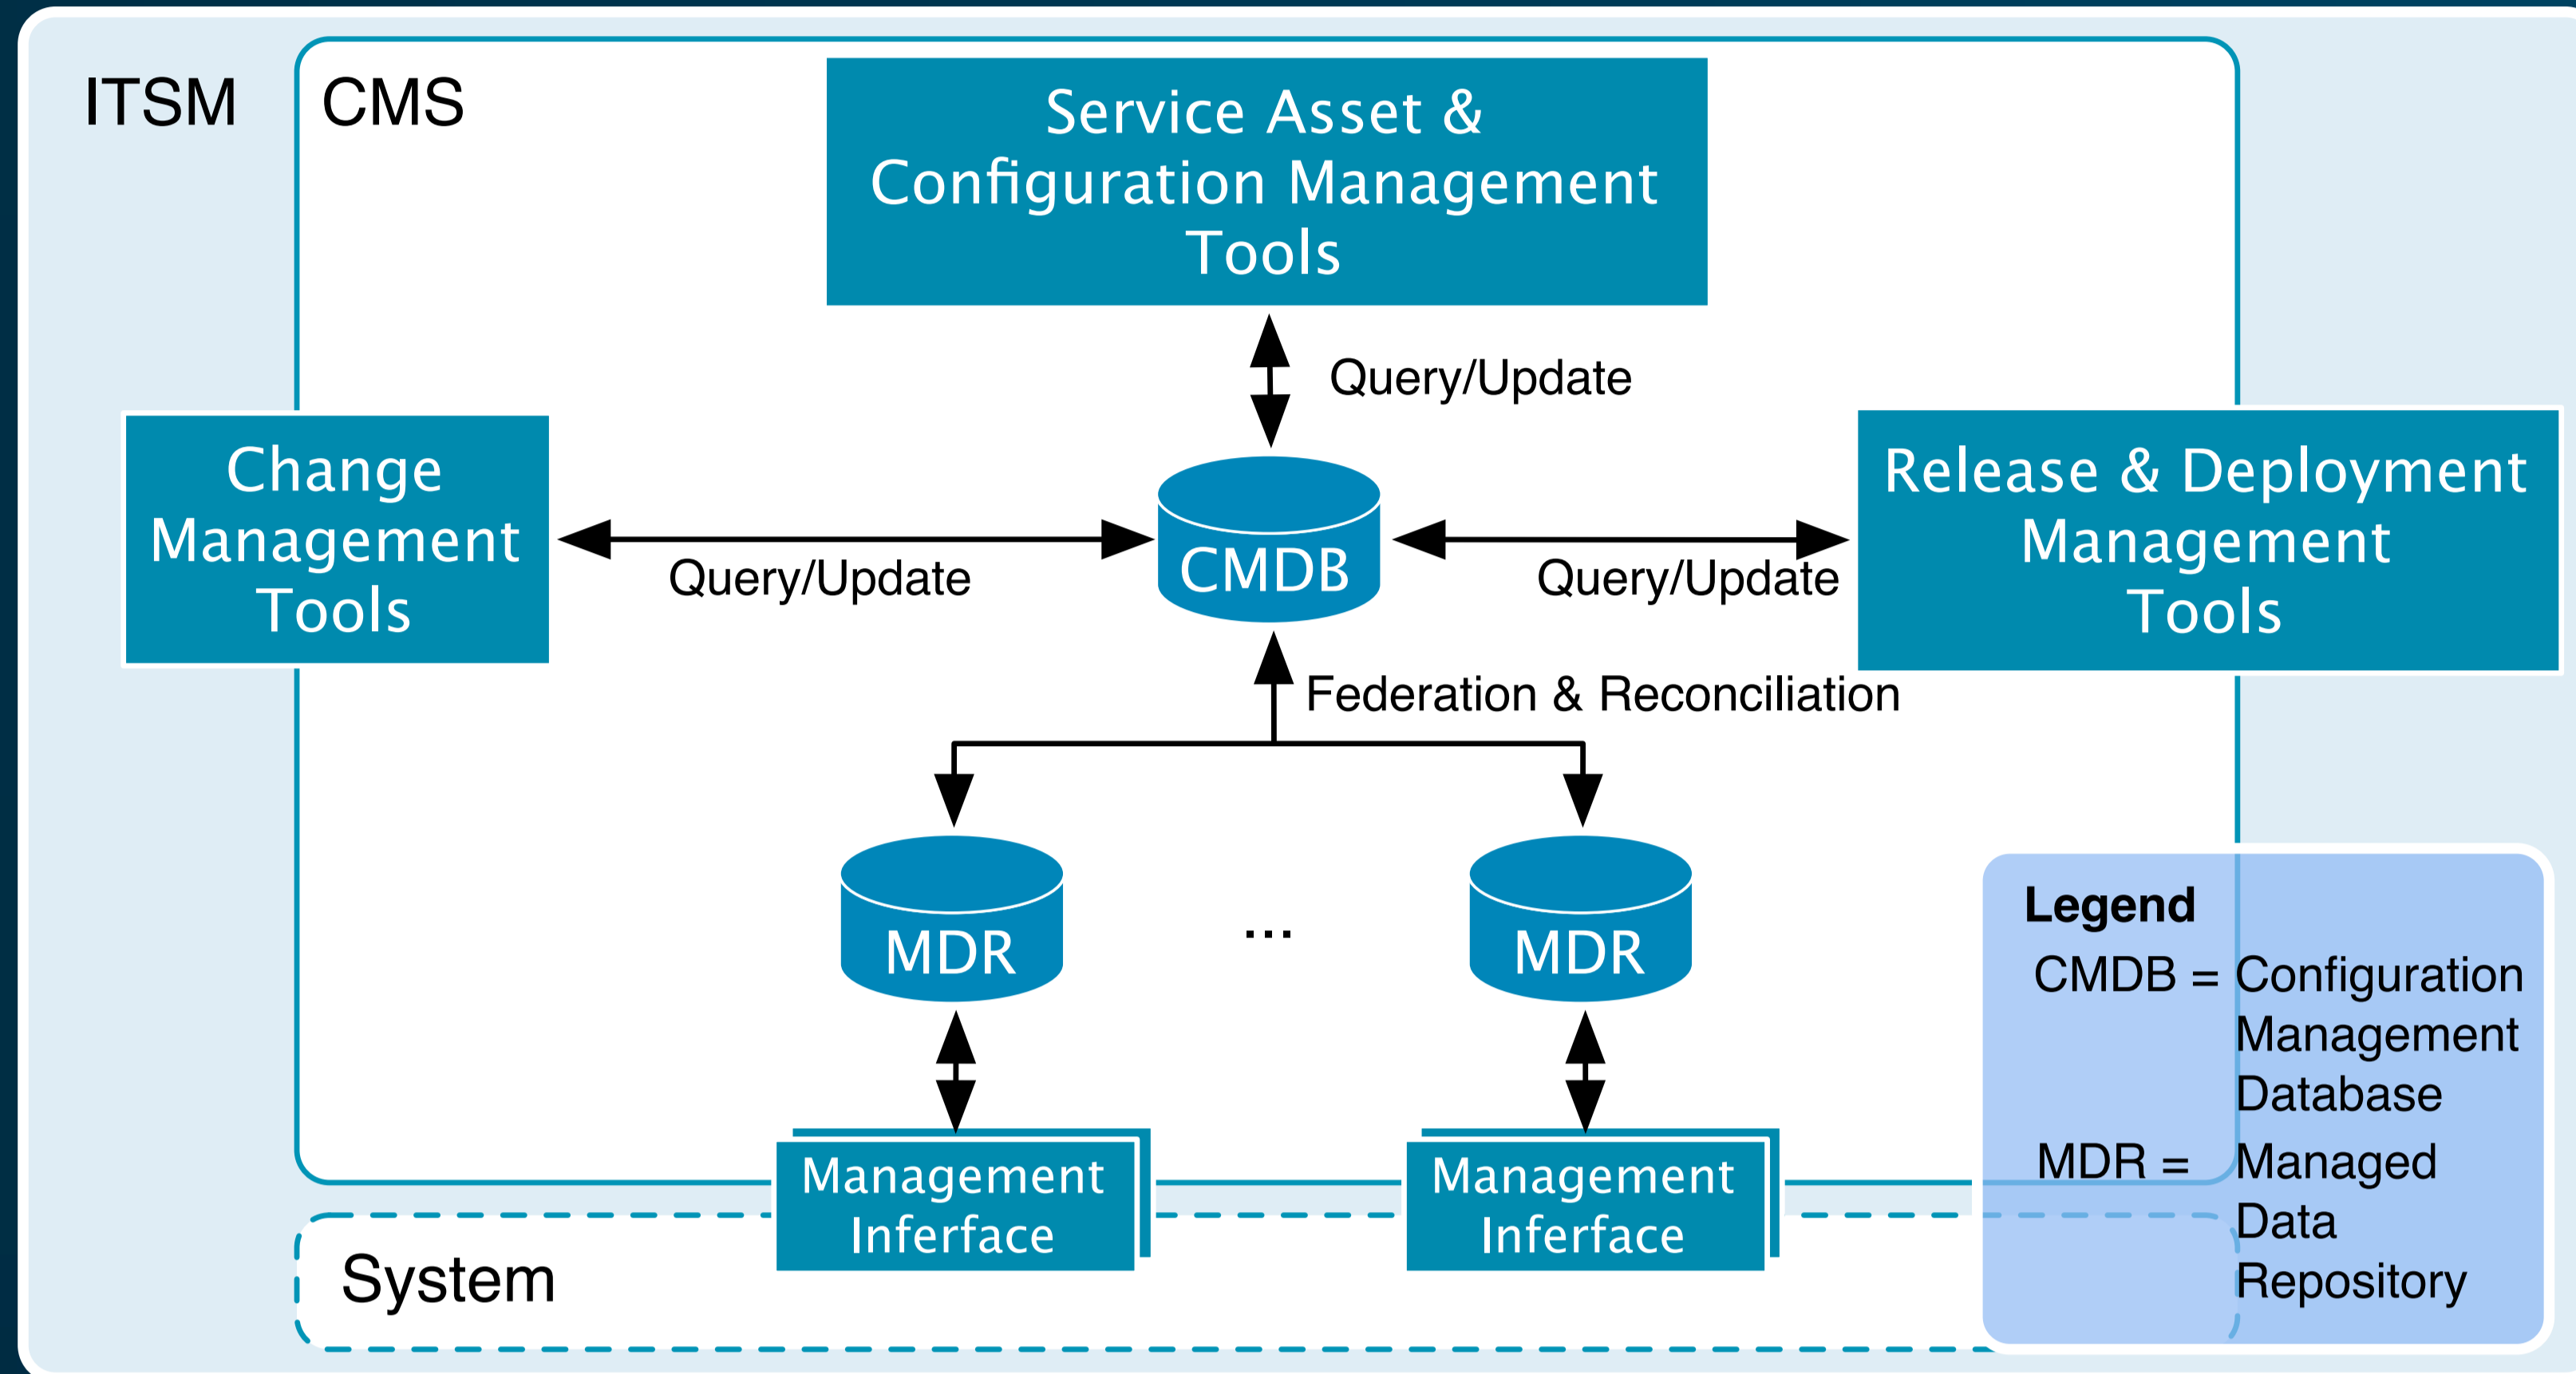 ITSM
CMS
Service Asset &
Configuration Management
Tools
Query/Update
Change
Management
Tools
Query/Update
CMDB
Query/Update
Release & Deployment
Management
Tools
Federation & Reconciliation
MDR
...
MDR
Management
Inferface
Management
Inferface
System
Legend
CMDB = Configuration
Management
Database
MDR = Managed
Data
Repository